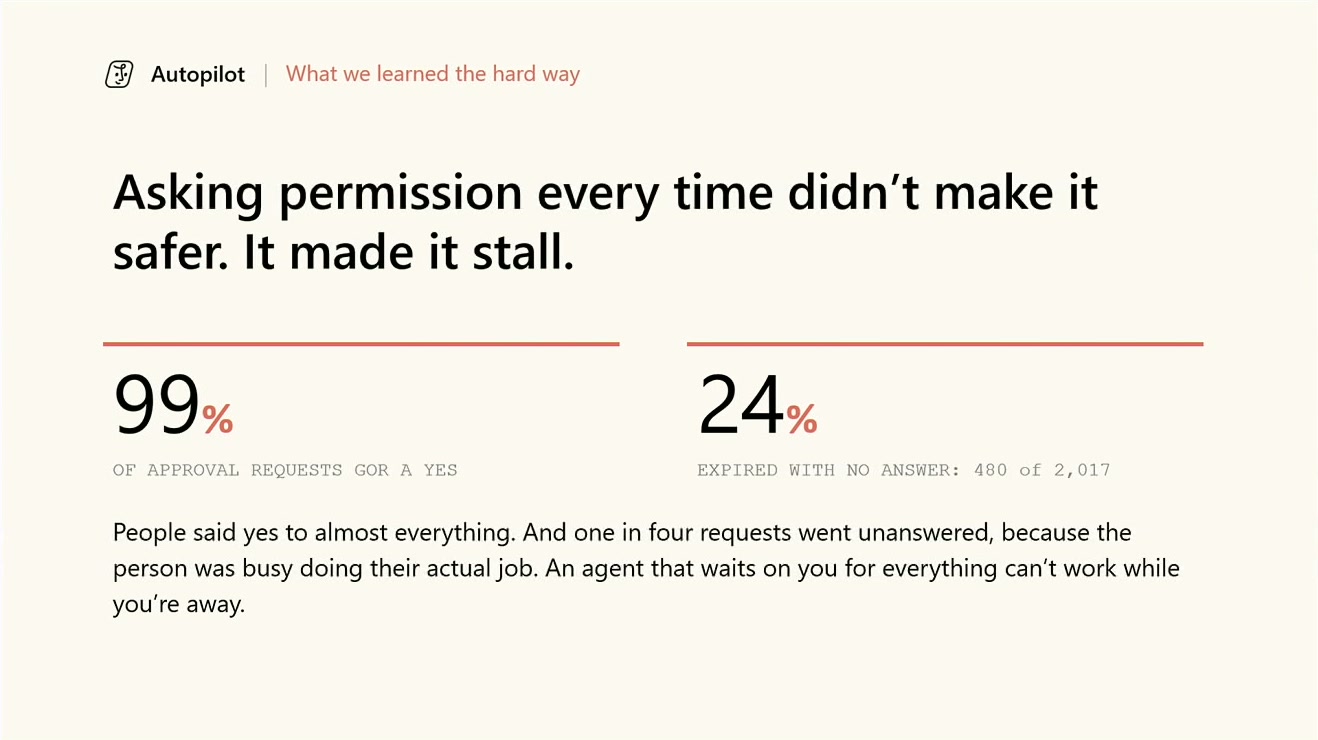 Autopilot | What we learned the hard way
Asking permission every time didn’t make it
safer. It made it stall.
99%
OF APPROVAL REQUESTS GOR A YES
24%
EXPIRED WITH NO ANSWER: 480 of 2,017
People said yes to almost everything. And one in four requests went unanswered, because the
person was busy doing their actual job. An agent that waits on you for everything can’t work while
you’re away.